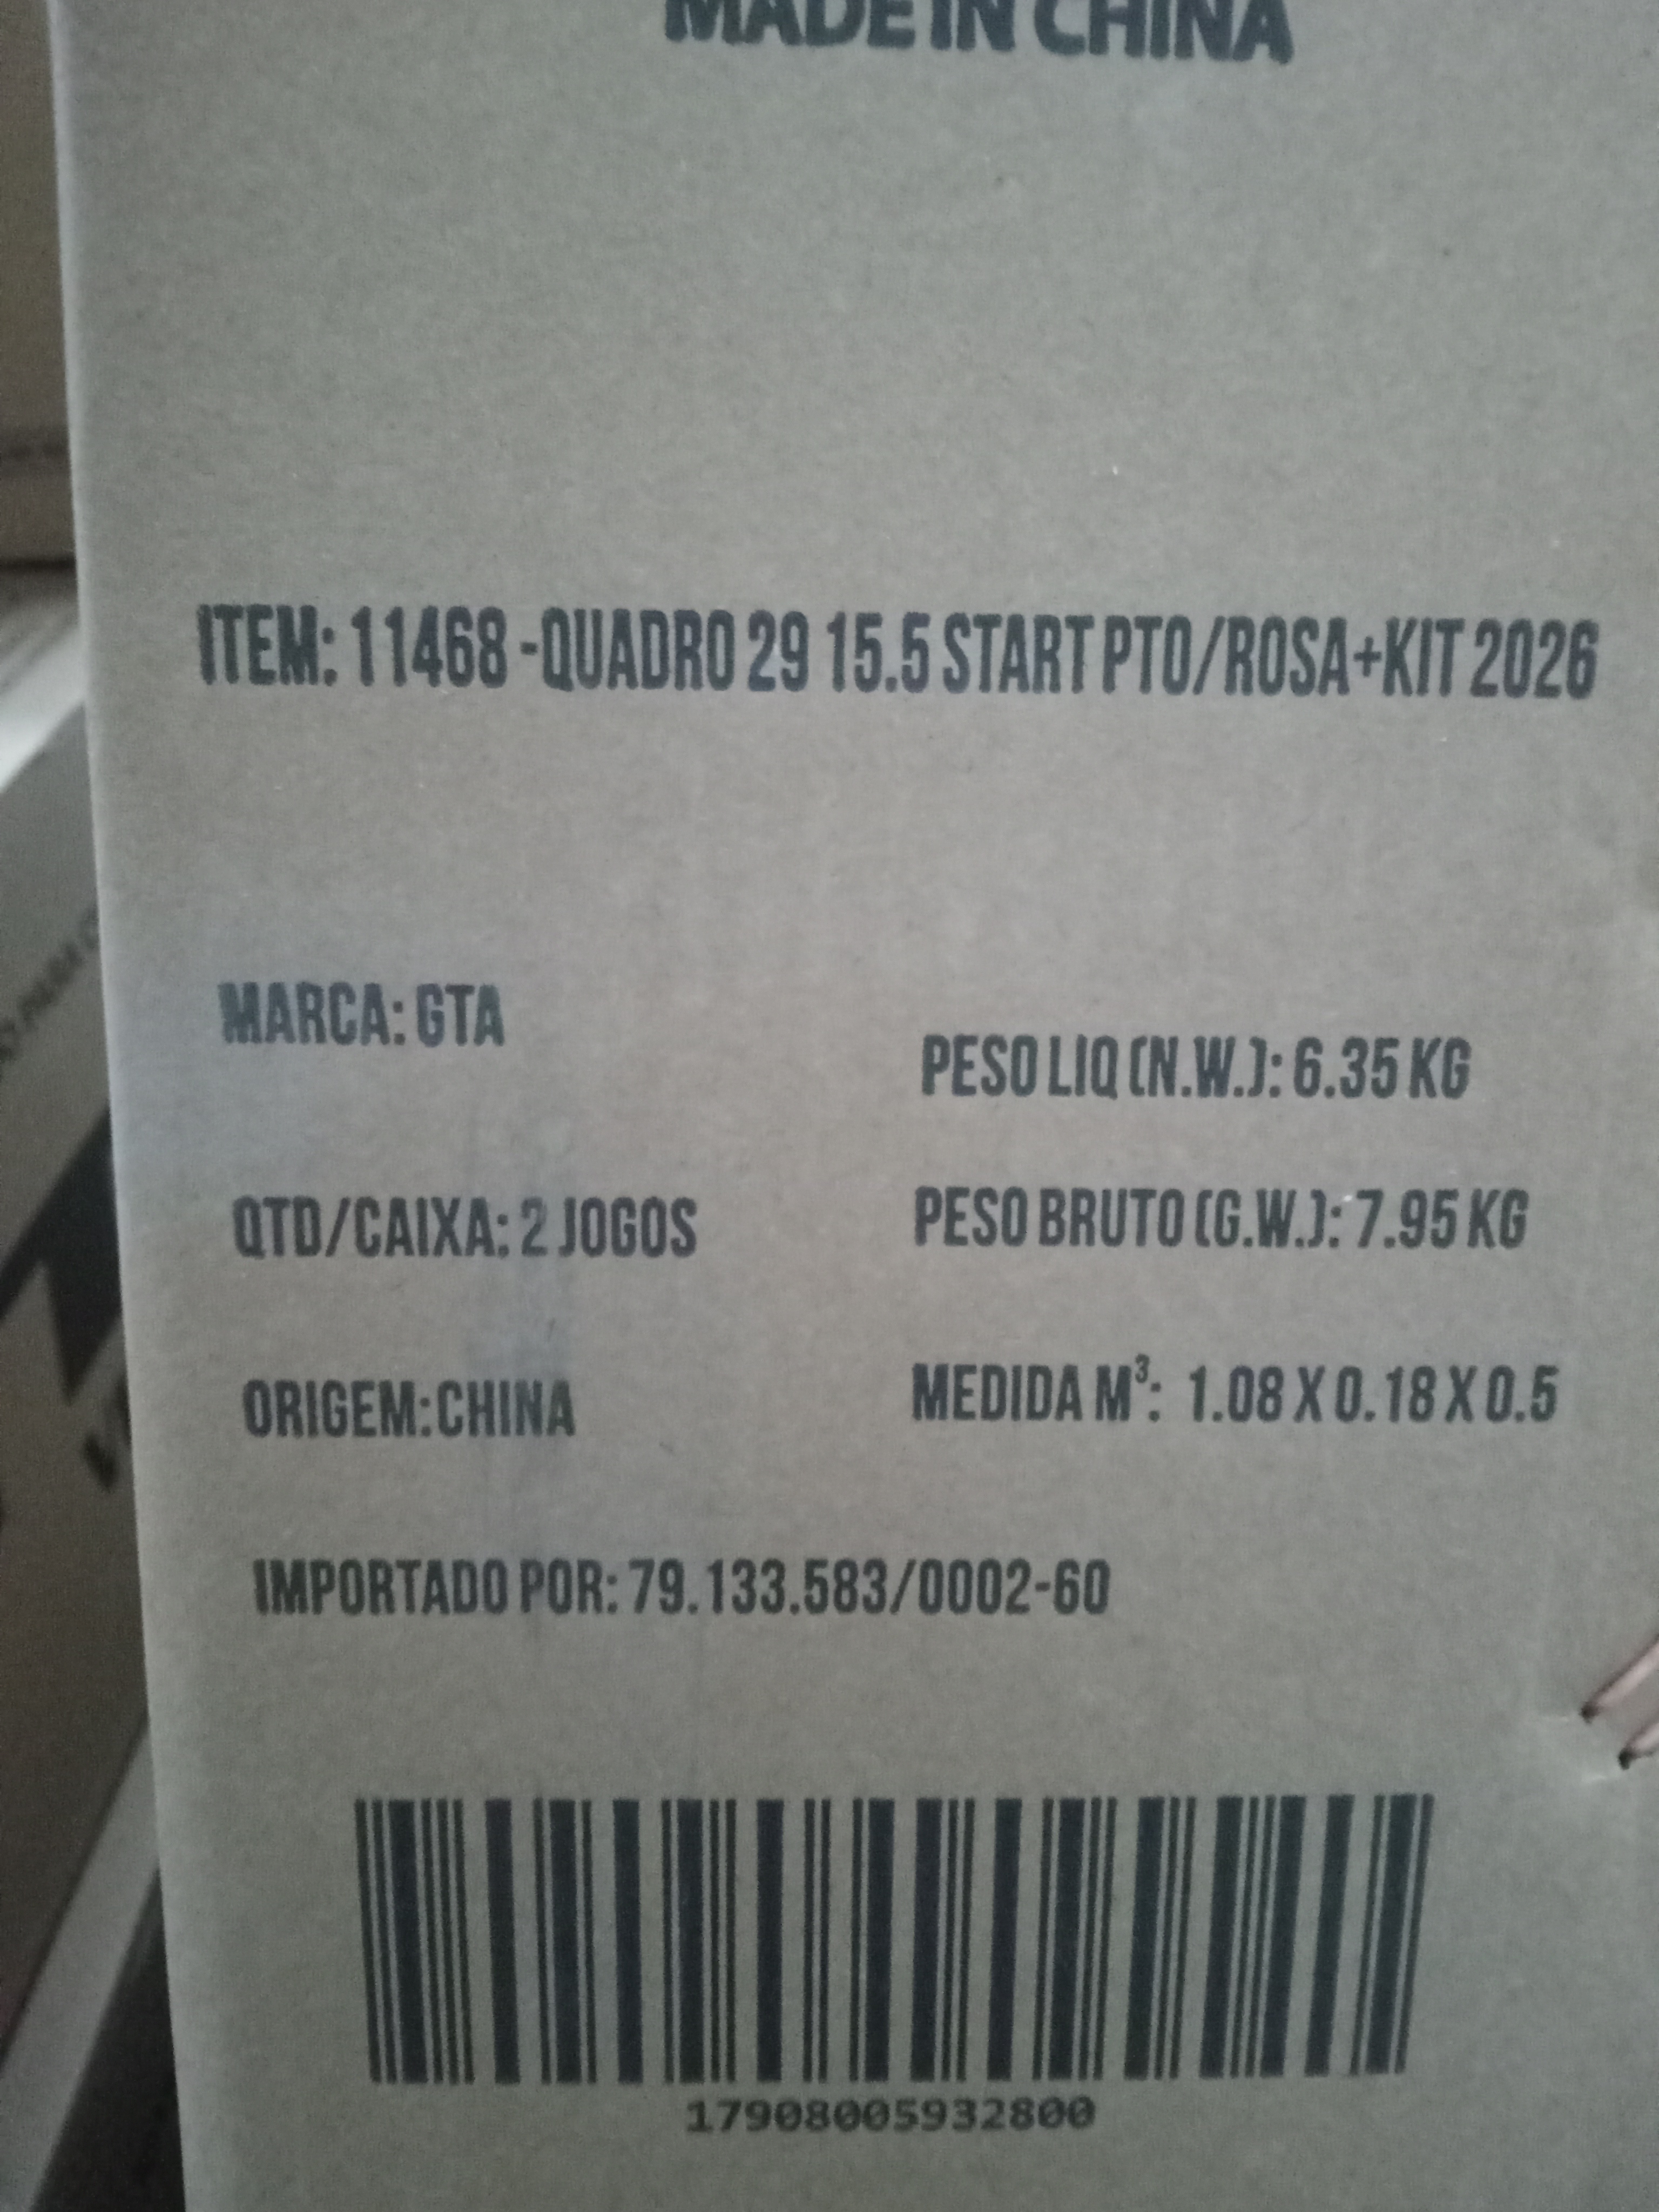 MADE IN CHINA
ITEM: 11468 -QUADRO 29 15.5 START PTO/ROSA+KIT 2026
MARCA: GTA
PESO LIQ (N.W.): 6.35 KG
QTD/CAIXA: 2 JOGOS
PESO BRUTO (G.W.): 7.95 KG
ORIGEM:CHINA
MEDIDA M³: 1.08 X 0.18 X 0.5
IMPORTADO POR: 79.133.583/0002-60
17908005932800